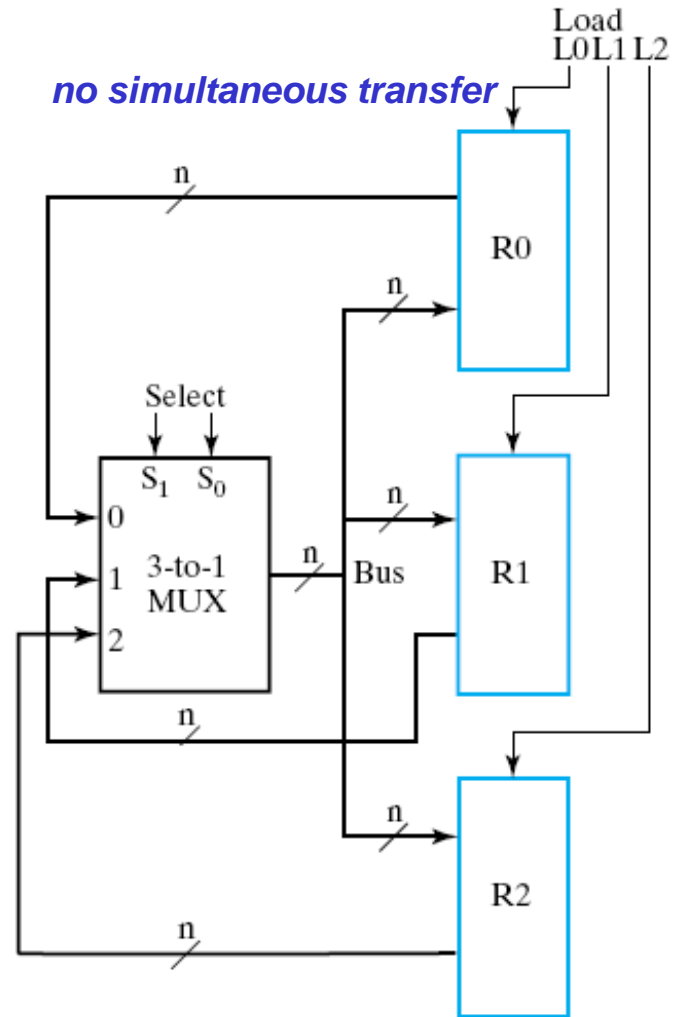 Load
L0 L1 L2
no simultaneous transfer
n
R0
n
Select
S1 S0
n
0
3-to-1
n
1
Bus
R1
MUX
2
n
n
R2
n